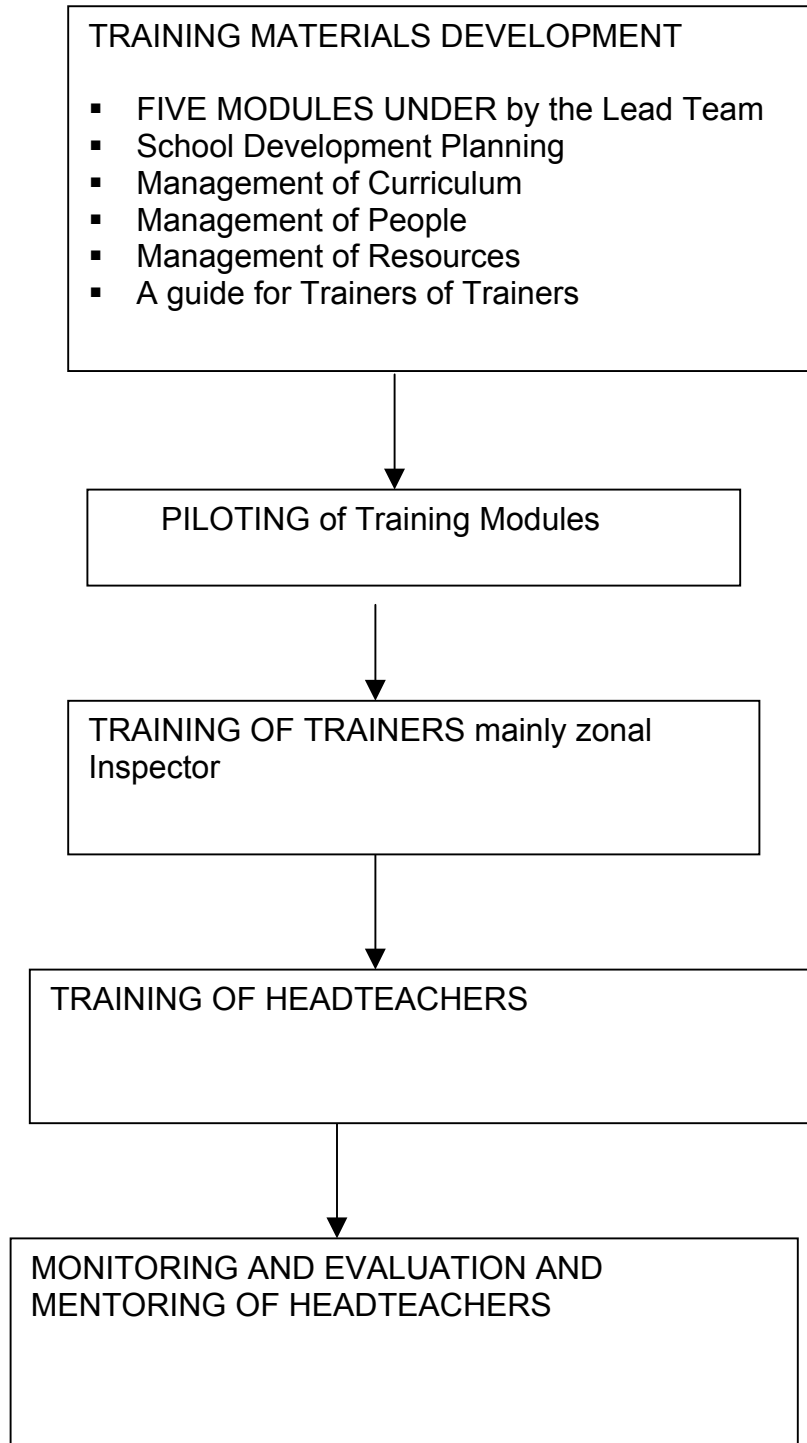 TRAINING MATERIALS DEVELOPMENT
▪ FIVE MODULES UNDER by the Lead Team
▪ School Development Planning
▪ Management of Curriculum
▪ Management of People
▪ Management of Resources
▪ A guide for Trainers of Trainers
PILOTING of Training Modules
TRAINING OF TRAINERS mainly zonal
Inspector
TRAINING OF HEADTEACHERS
MONITORING AND EVALUATION AND
MENTORING OF HEADTEACHERS